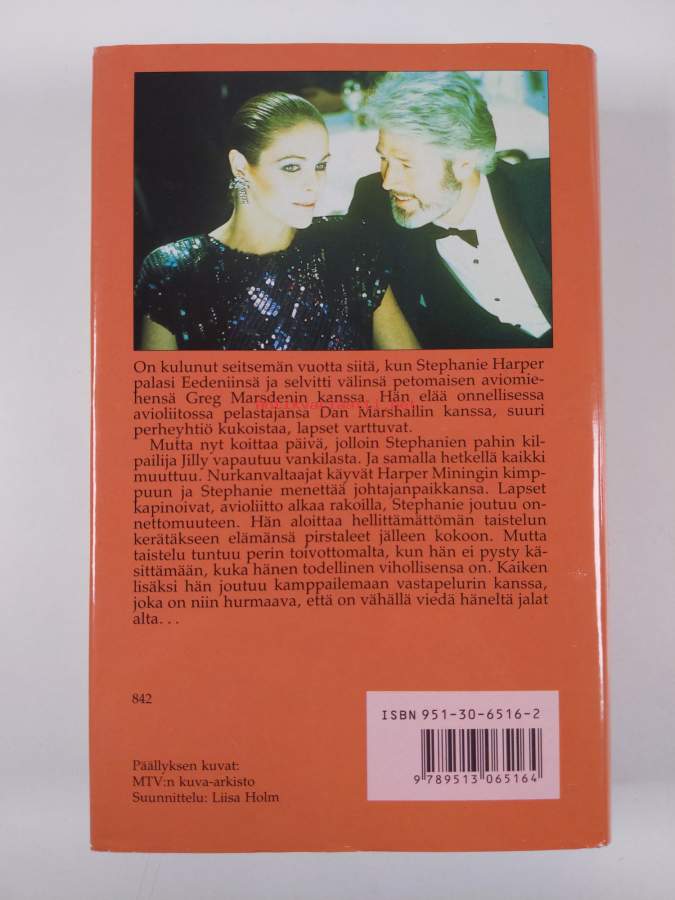 On kulunut seitsemän vuotta siitä, kun Stephanie Harper
palasi Eedeniinsä ja selvitti välinsä petomaisen aviomie-
hensä Greg Marsdenin kanssa. Hän elää onnellisessa
avioliitossa pelastajansa Dan Marshallin kanssa, suuri
perheyhtiö kukoistaa, lapset varttuvat.
Mutta nyt koittaa päivä, jolloin Stephanien pahin kil-
pailija Jilly vapautuu vankilasta. Ja samalla hetkellä kaikki
muuttuu. Nurkanvaltaajat käyvät Harper Miningin kimp-
puun ja Stephanie menettää johtajanpaikkansa. Lapset
kapinoivat, avioliitto alkaa rakoilla, Stephanie joutuu on-
nettomuuteen. Hän aloittaa hellittämättömän taistelun
kerätäkseen elämänsä pirstaleet jälleen kokoon. Mutta
taistelu tuntuu perin toivottomalta, kun hän ei pysty kä-
sittämään, kuka hänen todellinen vihollisensa on. Kaiken
lisäksi hän joutuu kamppailemaan vastapelurin kanssa,
joka on niin hurmaava, että on vähällä viedä häneltä jalat
alta. . .
842
ISBN 951-30-6516-2
9 789513 065164
Päällyksen kuvat:
MTV:n kuva-arkisto
Suunnittelu: Liisa Holm